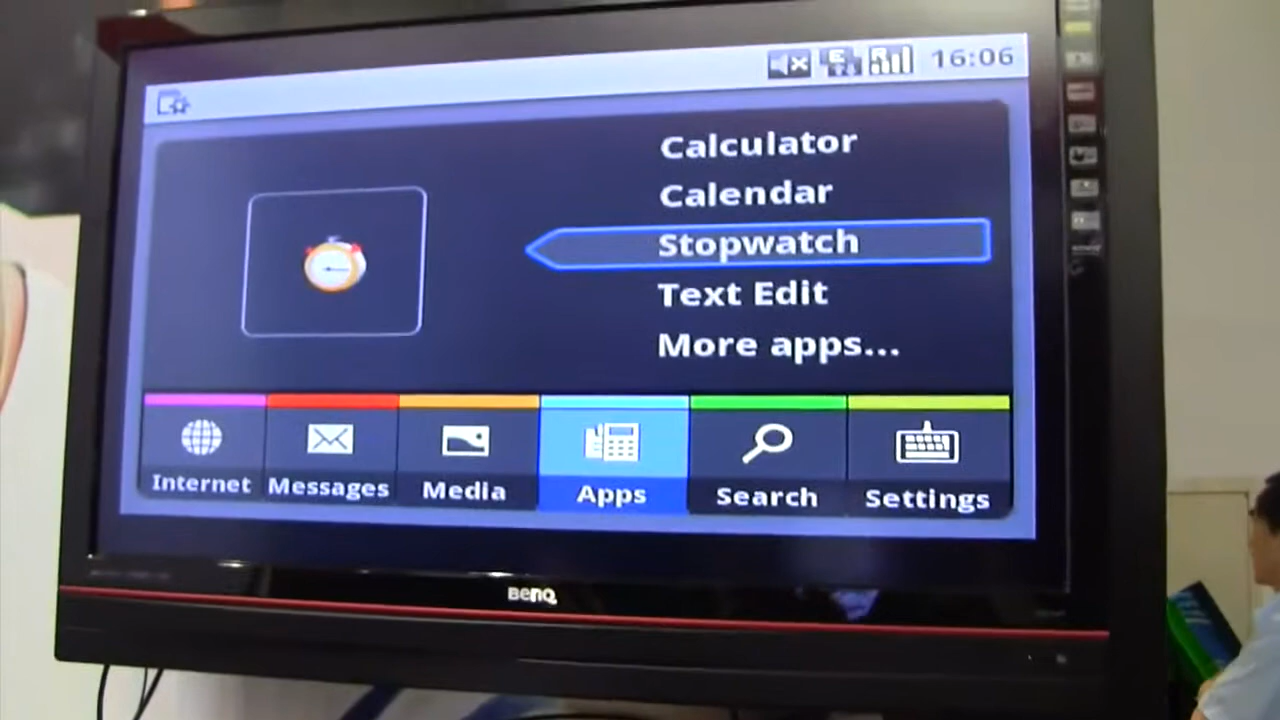 E R 16:06
Calculator
Calendar
Stopwatch
Text Edit
More apps...
Internet Messages Media Apps Search Settings
BenQ